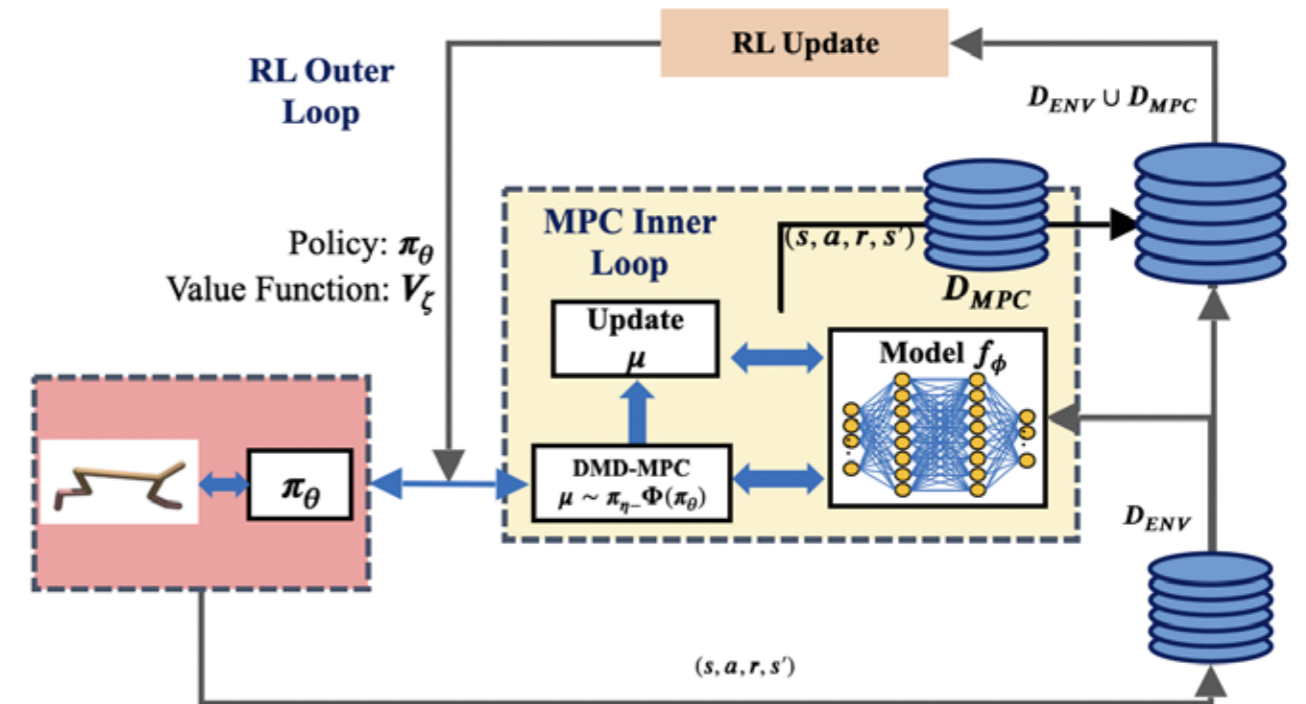 RL Update
RL Outer
Loop
D_ENV ∪ D_MPC
MPC Inner
Loop
(s, a, r, s′)
Policy: π_θ
Value Function: V_ζ
D_MPC
Update
μ
Model f_ϕ
DMD-MPC
μ ~ π_η_Φ(π_θ)
π_θ
D_ENV
(s, a, r, s′)